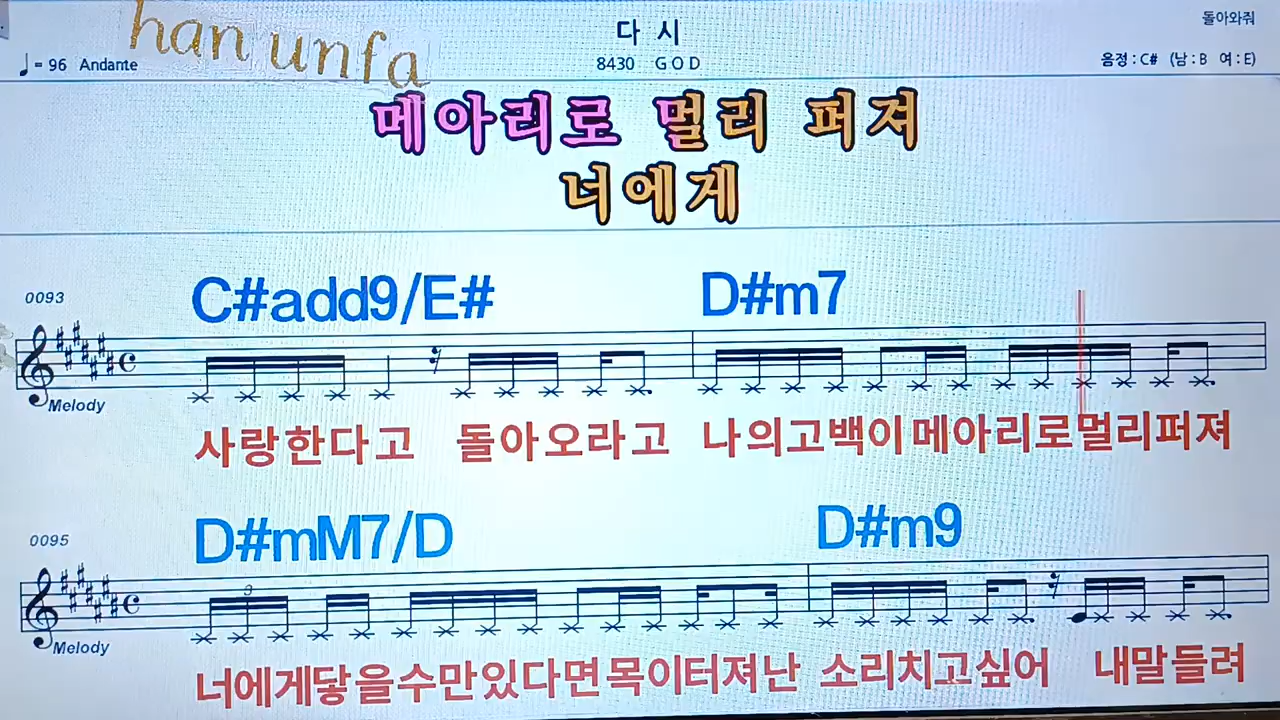 han unfa
돌아와줘
다 시
♩= 96 Andante
8430 G O D
음정 : C# (남 : B 여 : E)
메아리로 멀리 퍼져
너에게
0093
C#add9/E# D#m7
Melody
사랑한다고 돌아오라고 나의고백이메아리로멀리퍼져
0095
D#mM7/D D#m9
3
Melody
너에게닿을수만있다면목이터져난 소리치고싶어 내말들려